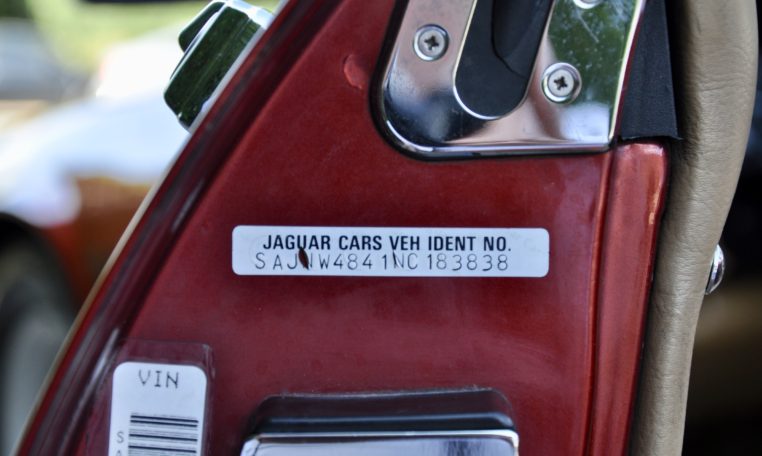 JAGUAR CARS VEH IDENT NO.
SAJNW4841NC183838
VIN
S
A